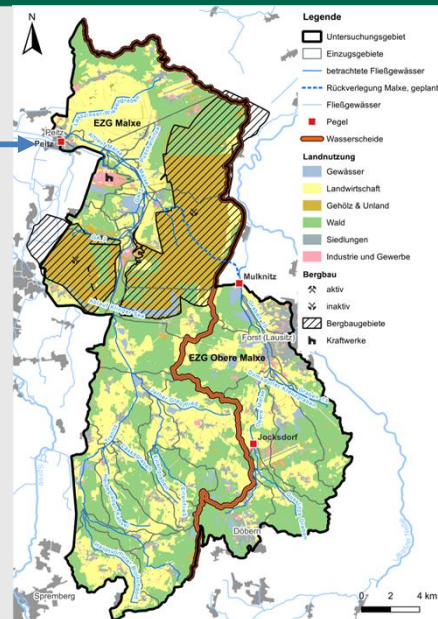 N
EZG Malxe
Peitz
Peitz
Mulknitz
Forst (Lausitz)
EZG Obere Malxe
Jocksdorf
Döbern
Spremberg
Legende
Untersuchungsgebiet
Einzugsgebiete
betrachtete Fließgewässer
Rückverlegung Malxe, geplant
Fließgewässer
Pegel
Wasserscheide
Landnutzung
Gewässer
Landwirtschaft
Gehölz & Unland
Wald
Siedlungen
Industrie und Gewerbe
Bergbau
aktiv
inaktiv
Bergbaugebiete
Kraftwerke
0 2 4 km